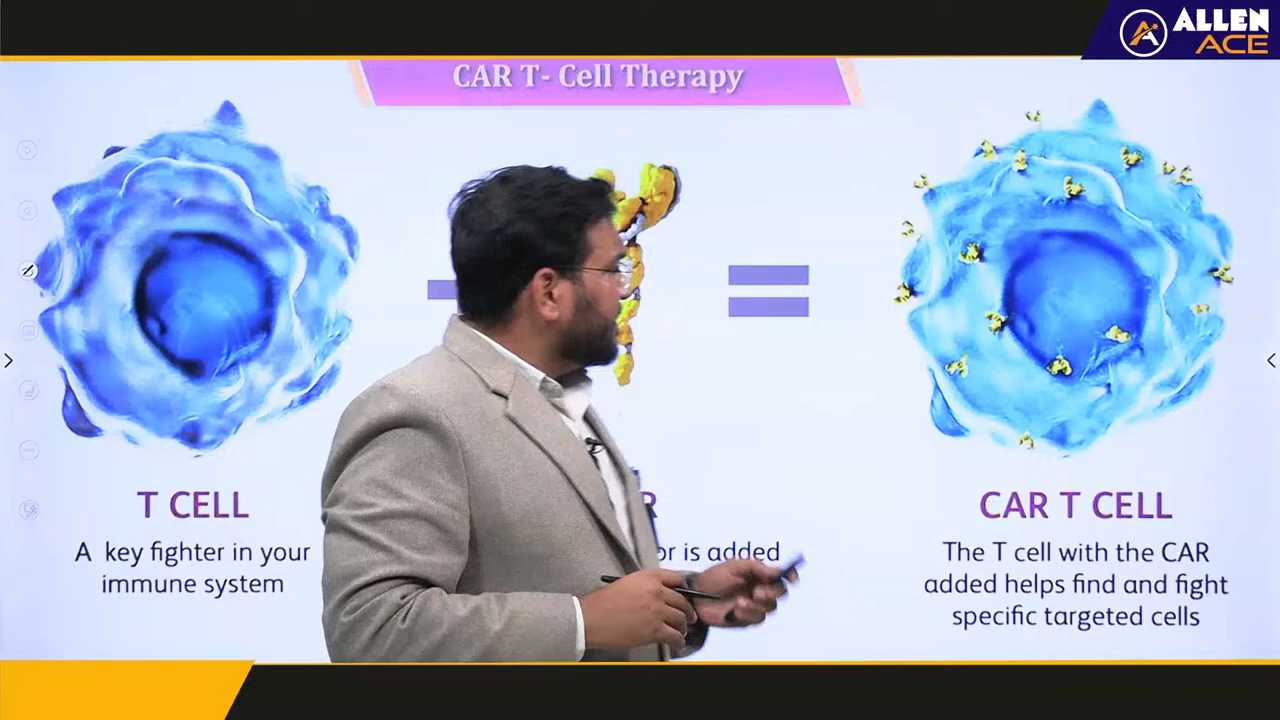 ALLEN
ACE
CAR T- Cell Therapy
T CELL
A key fighter in your
immune system
R
is added
CAR T CELL
The T cell with the CAR
added helps find and fight
specific targeted cells